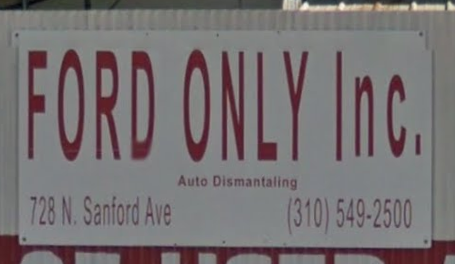 FORD ONLY Inc.
Auto Dismantaling
728 N. Sanford Ave (310) 549-2500